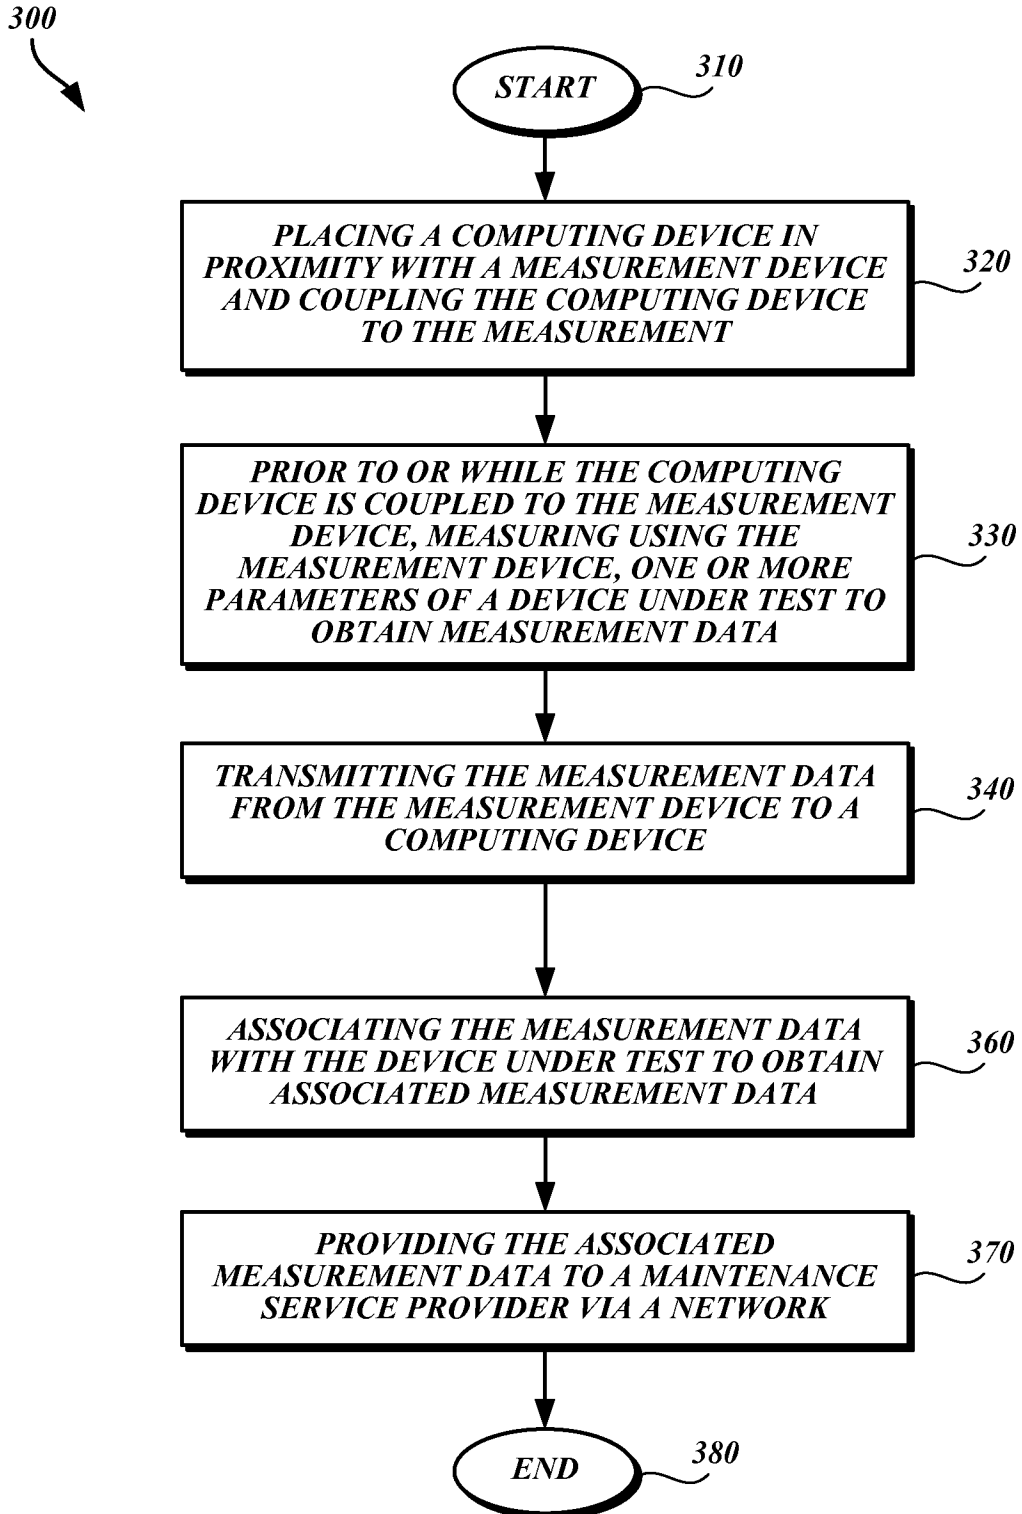 300
START
310
PLACING A COMPUTING DEVICE IN
PROXIMITY WITH A MEASUREMENT DEVICE
AND COUPLING THE COMPUTING DEVICE
TO THE MEASUREMENT
320
PRIOR TO OR WHILE THE COMPUTING
DEVICE IS COUPLED TO THE MEASUREMENT
DEVICE, MEASURING USING THE
MEASUREMENT DEVICE, ONE OR MORE
PARAMETERS OF A DEVICE UNDER TEST TO
OBTAIN MEASUREMENT DATA
330
TRANSMITTING THE MEASUREMENT DATA
FROM THE MEASUREMENT DEVICE TO A
COMPUTING DEVICE
340
ASSOCIATING THE MEASUREMENT DATA
WITH THE DEVICE UNDER TEST TO OBTAIN
ASSOCIATED MEASUREMENT DATA
360
PROVIDING THE ASSOCIATED
MEASUREMENT DATA TO A MAINTENANCE
SERVICE PROVIDER VIA A NETWORK
370
END
380